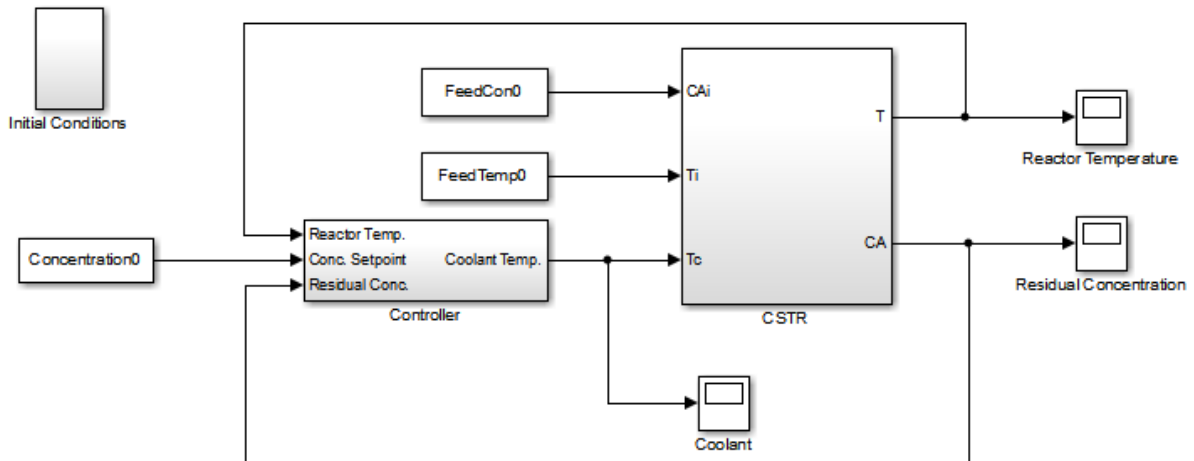 Initial Conditions
FeedCon0
CAi
T
Reactor Temperature
FeedTemp0
Ti
Reactor Temp.
Concentration0
Conc. Setpoint
Coolant Temp.
Residual Conc.
Controller
Tc
CA
CSTR
Residual Concentration
Coolant